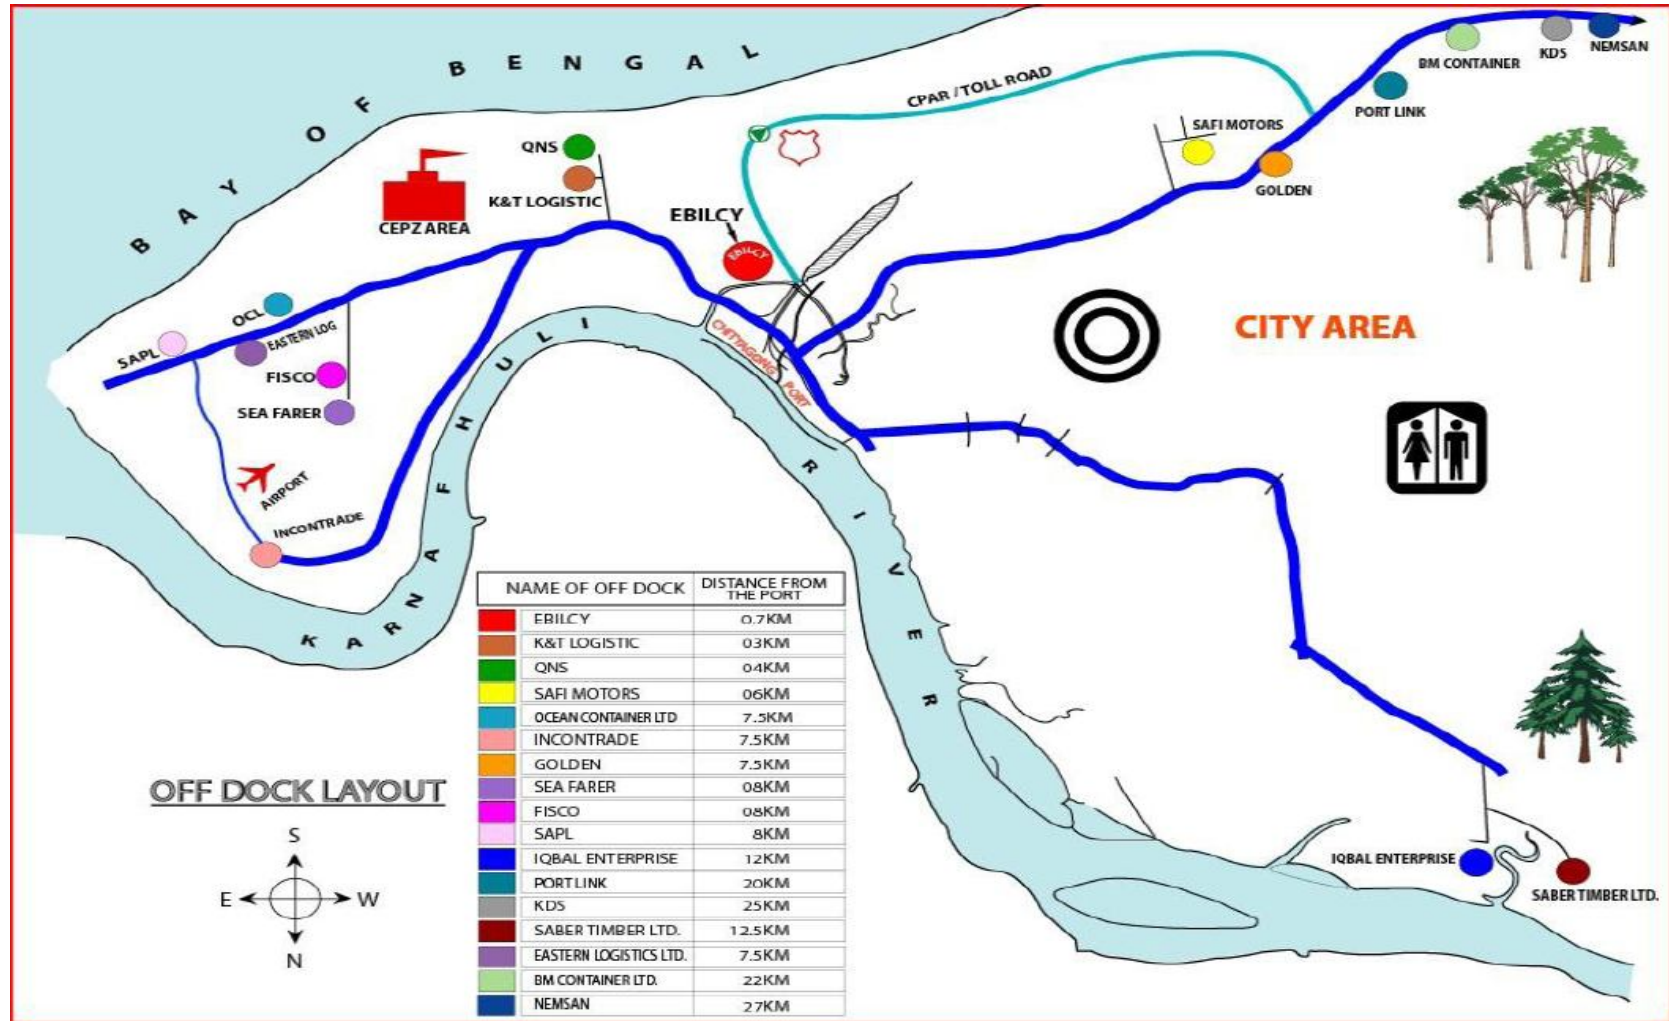 BAY OF BENGAL
CPAR / TOLL ROAD
BM CONTAINER
KDS
NEMSAN
PORT LINK
SAFI MOTORS
GOLDEN
QNS
K&T LOGISTIC
CEPZ AREA
EBILCY
EBILCY
CHITYAGONG PORT
CITY AREA
OCL
EASTERN LOG
SAPL
FISCO
SEA FARER
AIRPORT
INCONTRADE
KARNAFHULI RIVER
NAME OF OFF DOCK DISTANCE FROM THE PORT
EBILCY 0.7KM
K&T LOGISTIC 03KM
QNS 04KM
SAFI MOTORS 06KM
OCEAN CONTAINER LTD 7.5KM
INCONTRADE 7.5KM
GOLDEN 7.5KM
SEA FARER 08KM
FISCO 08KM
SAPL 8KM
IQBAL ENTERPRISE 12KM
PORT LINK 20KM
KDS 25KM
SABER TIMBER LTD. 12.5KM
EASTERN LOGISTICS LTD. 7.5KM
BM CONTAINER LTD. 22KM
NEMSAN 27KM
OFF DOCK LAYOUT
S
E W
N
IQBAL ENTERPRISE
SABER TIMBER LTD.